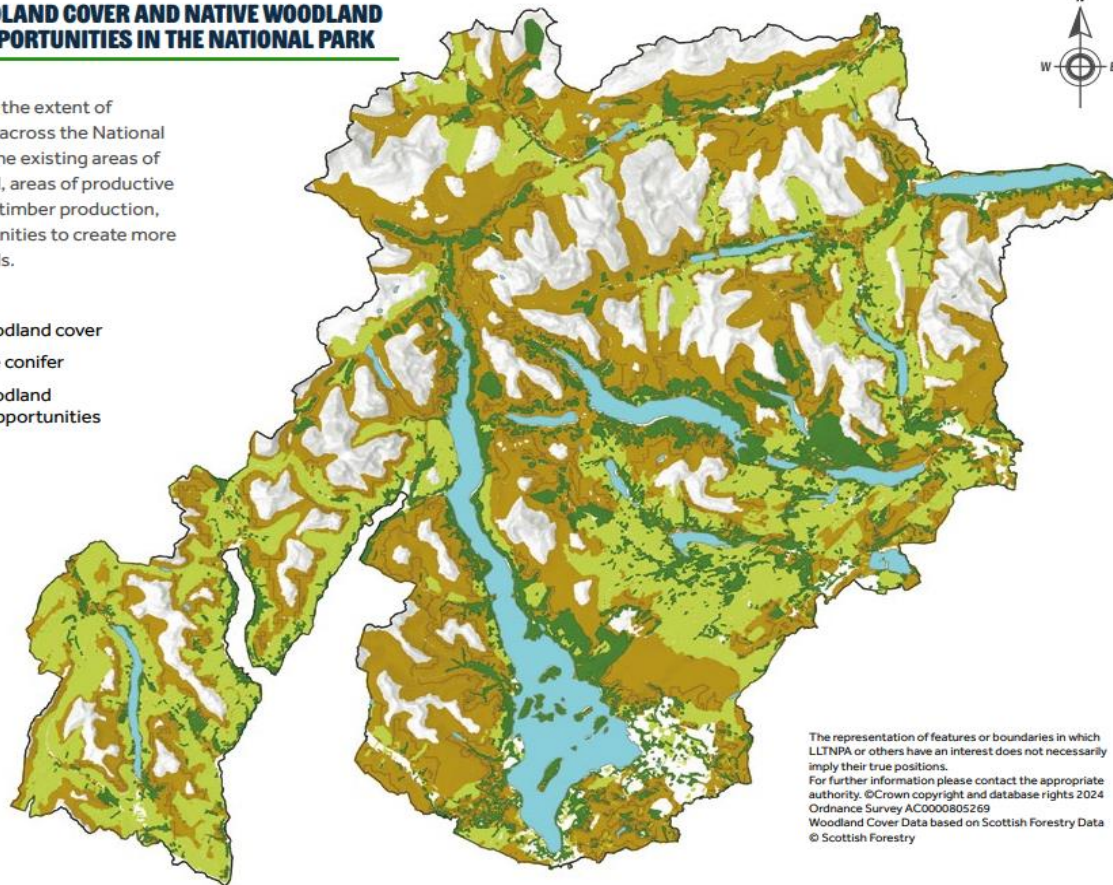 DLAND COVER AND NATIVE WOODLAND
PORTUNITIES IN THE NATIONAL PARK
the extent of
across the National
ne existing areas of
, areas of productive
timber production,
nities to create more
s.
odland cover
conifer
odland
opportunities
W
E
The representation of features or boundaries in which
LLTNPA or others have an interest does not necessarily
imply their true positions.
For further information please contact the appropriate
authority. ©Crown copyright and database rights 2024
Ordnance Survey AC0000805269
Woodland Cover Data based on Scottish Forestry Data
© Scottish Forestry